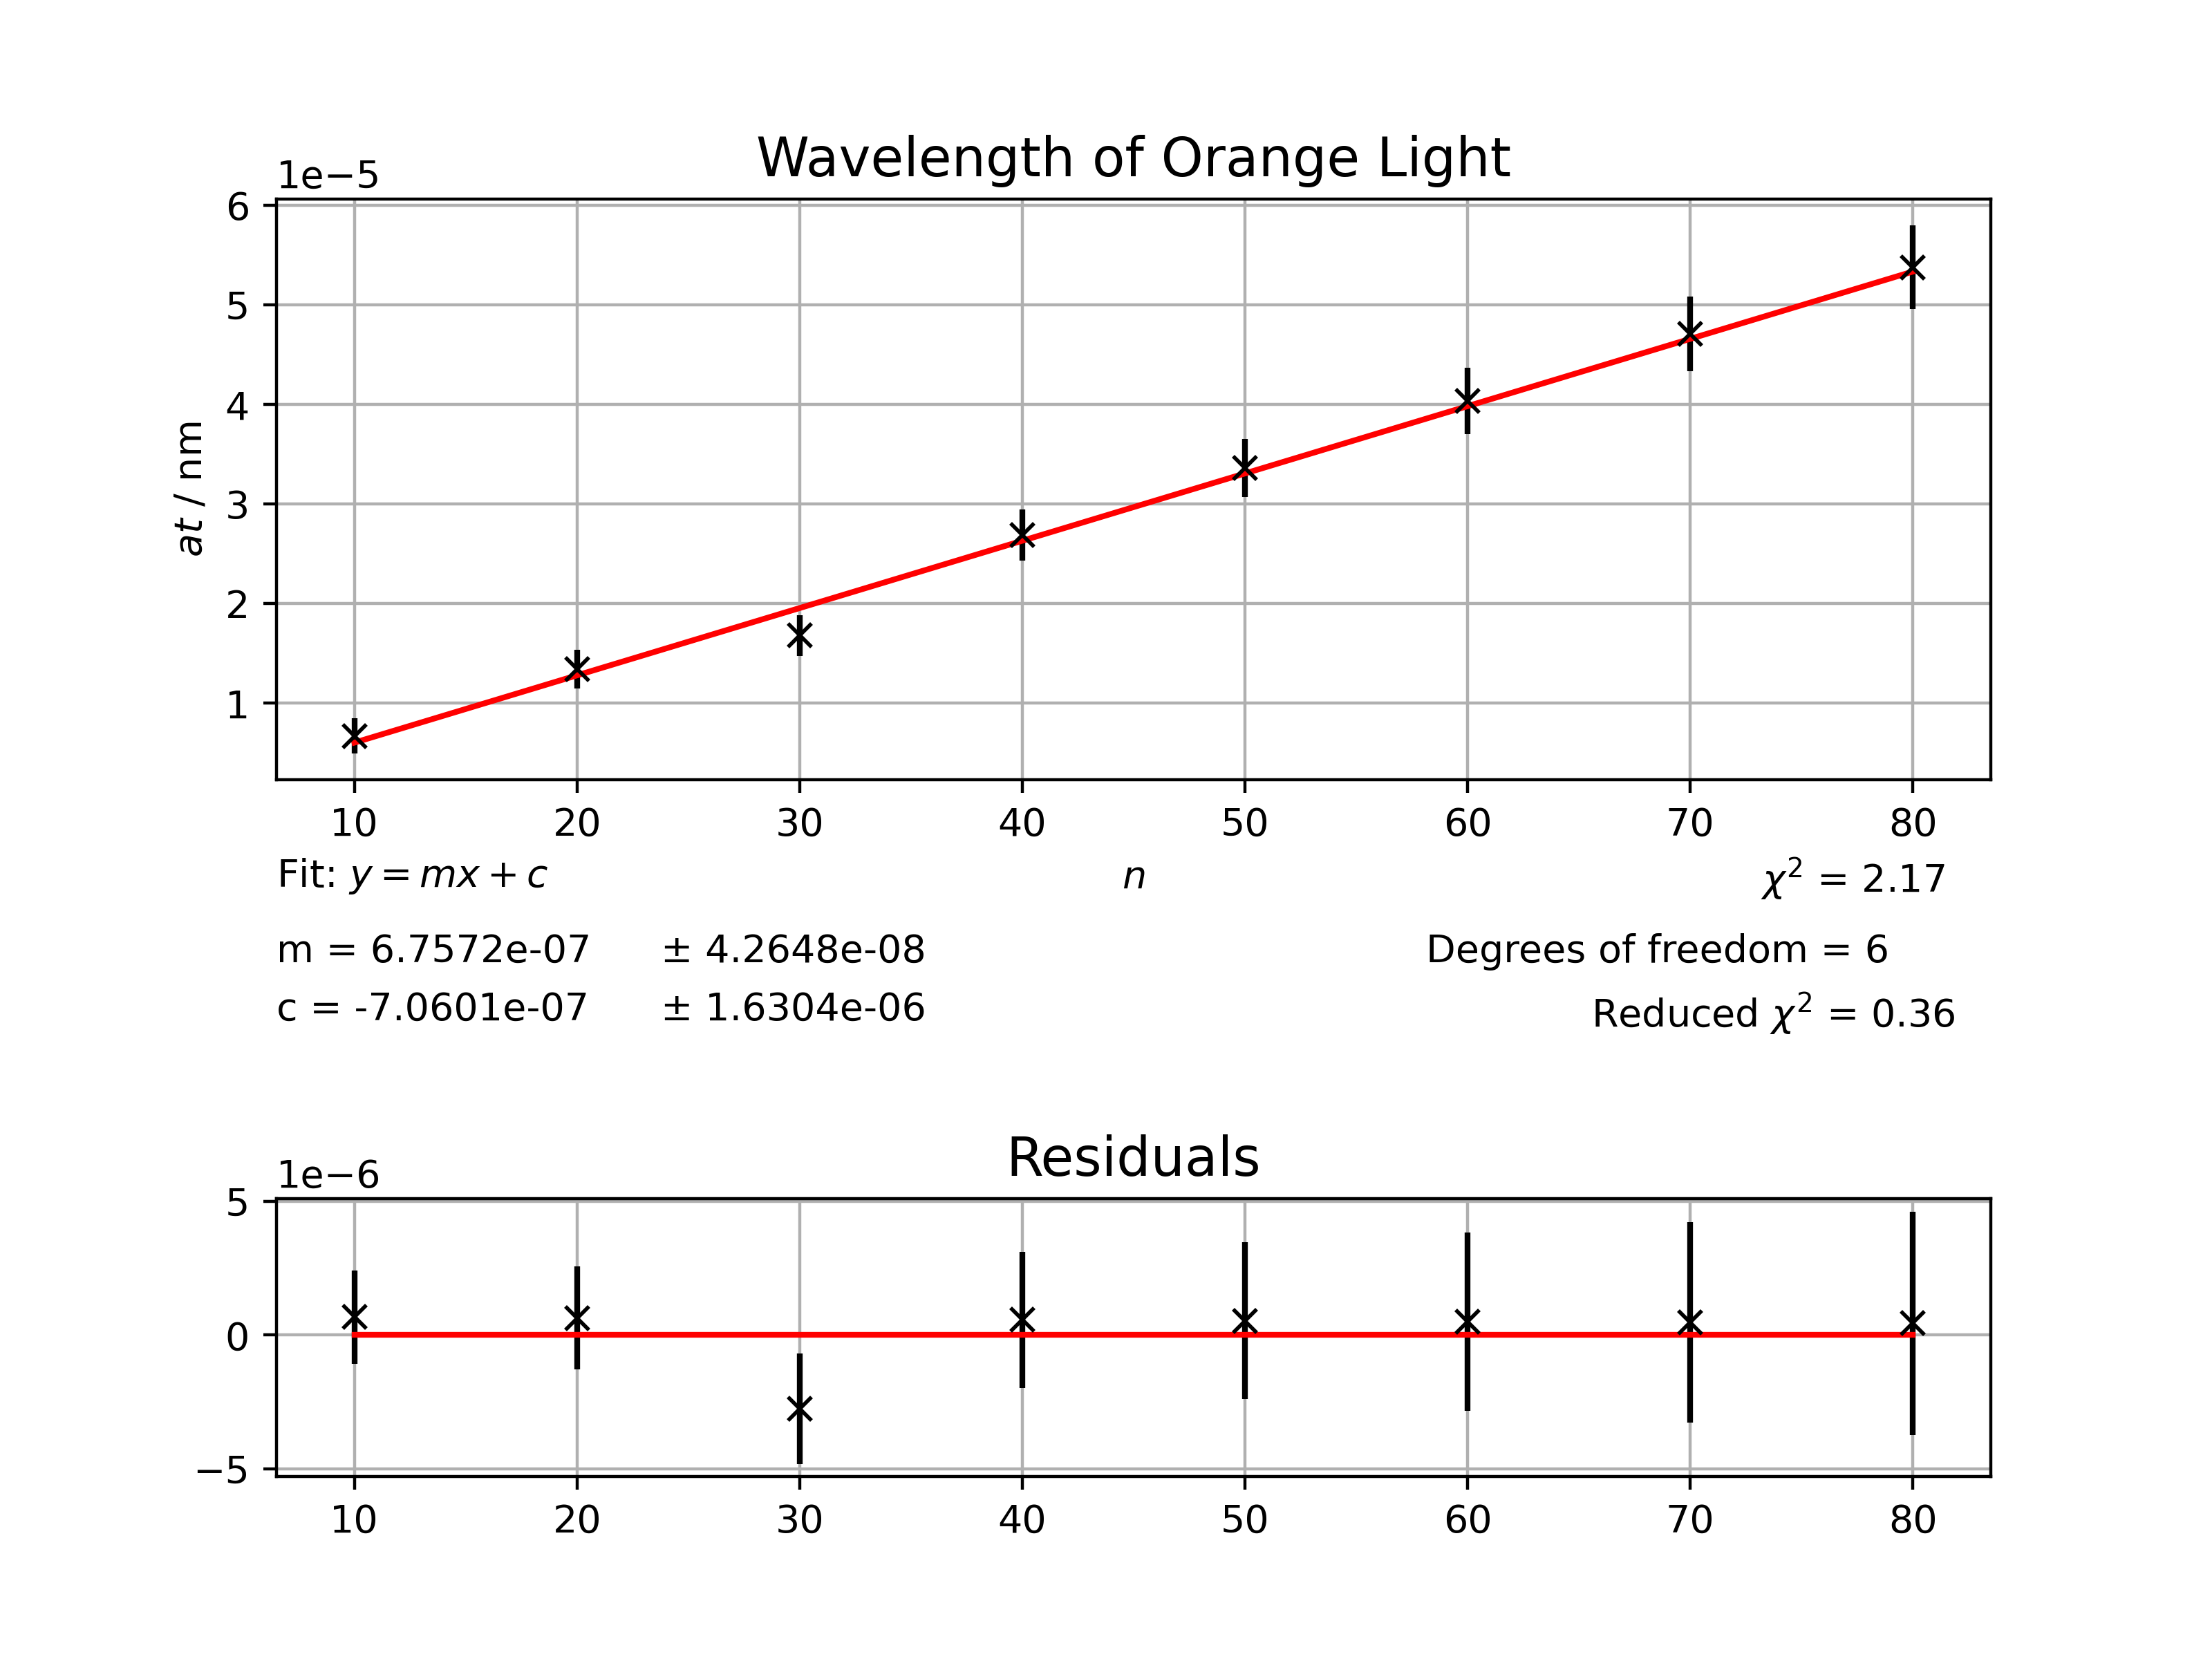 Wavelength of Orange Light
1e−5
6
5
4
3
2
1
at / nm
10 20 30 40 50 60 70 80
n
Fit: y = mx + c
m = 6.7572e-07 ± 4.2648e-08
c = -7.0601e-07 ± 1.6304e-06
χ² = 2.17
Degrees of freedom = 6
Reduced χ² = 0.36
Residuals
1e−6
5
0
−5
10 20 30 40 50 60 70 80